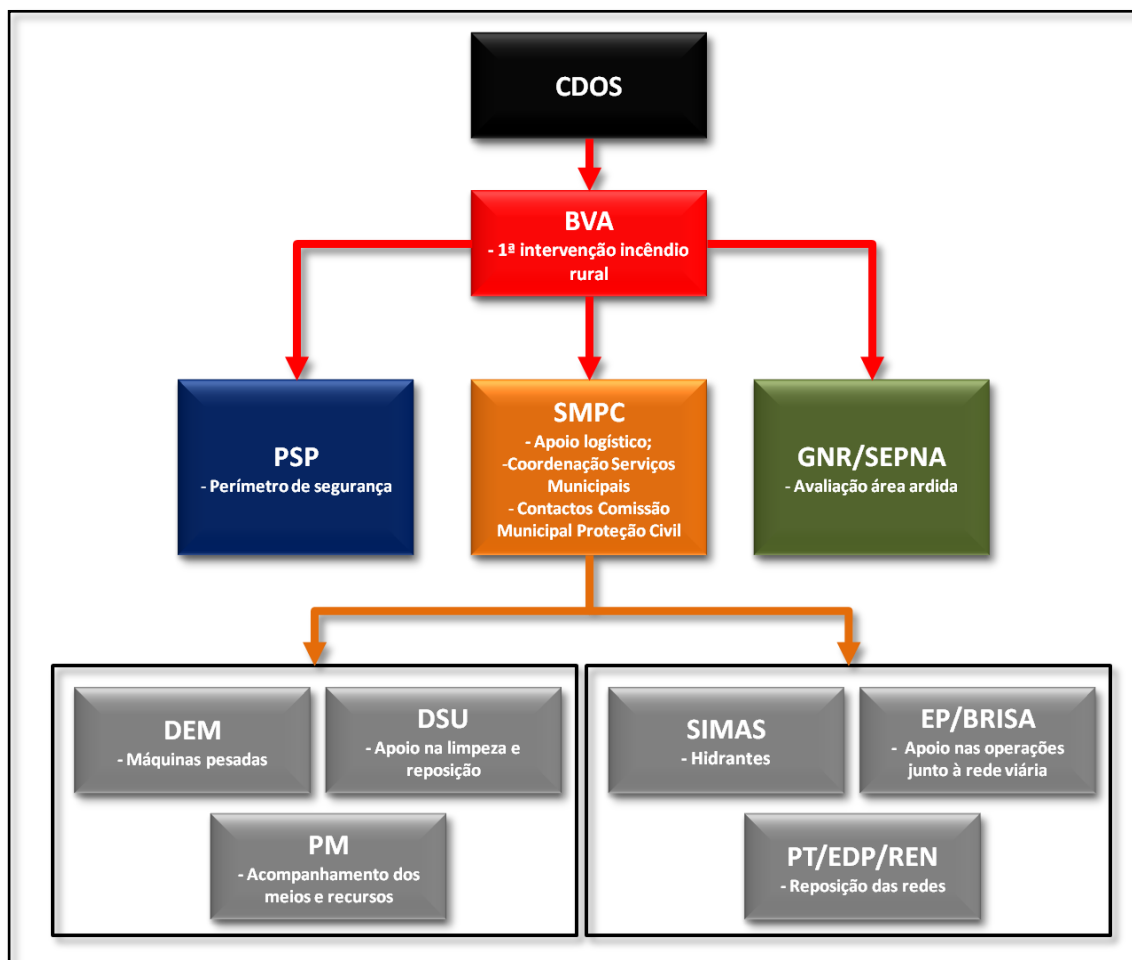 CDOS
BVA
- 1ª intervenção incêndio
rural
PSP
- Perímetro de segurança
SMPC
- Apoio logístico;
-Coordenação Serviços
Municipais
- Contactos Comissão
Municipal Proteção Civil
GNR/SEPNA
- Avaliação área ardida
DEM
- Máquinas pesadas
DSU
- Apoio na limpeza e
reposição
PM
- Acompanhamento dos
meios e recursos
SIMAS
- Hidrantes
EP/BRISA
- Apoio nas operações
junto à rede viária
PT/EDP/REN
- Reposição das redes